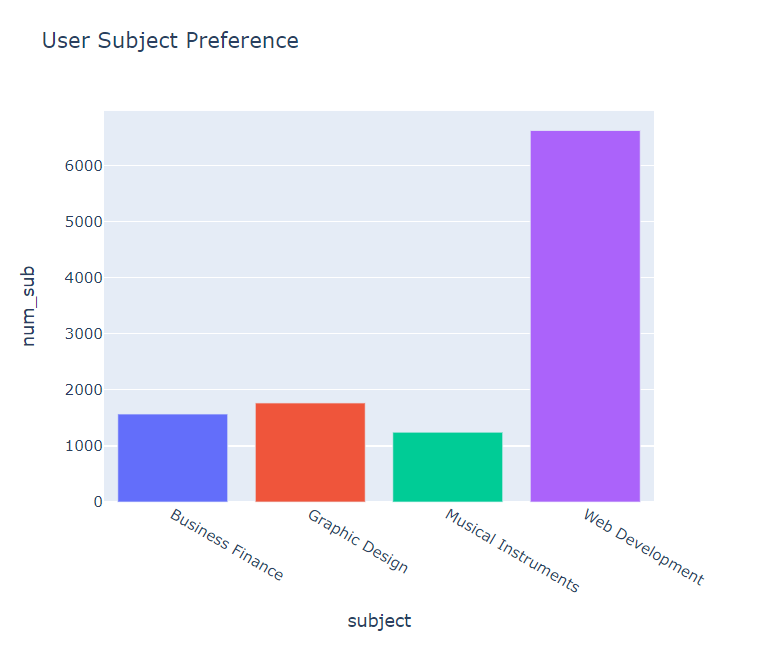 User Subject Preference
6000
5000
4000
3000
2000
1000
0
num_sub
Business Finance
Graphic Design
Musical Instruments
Web Development
subject